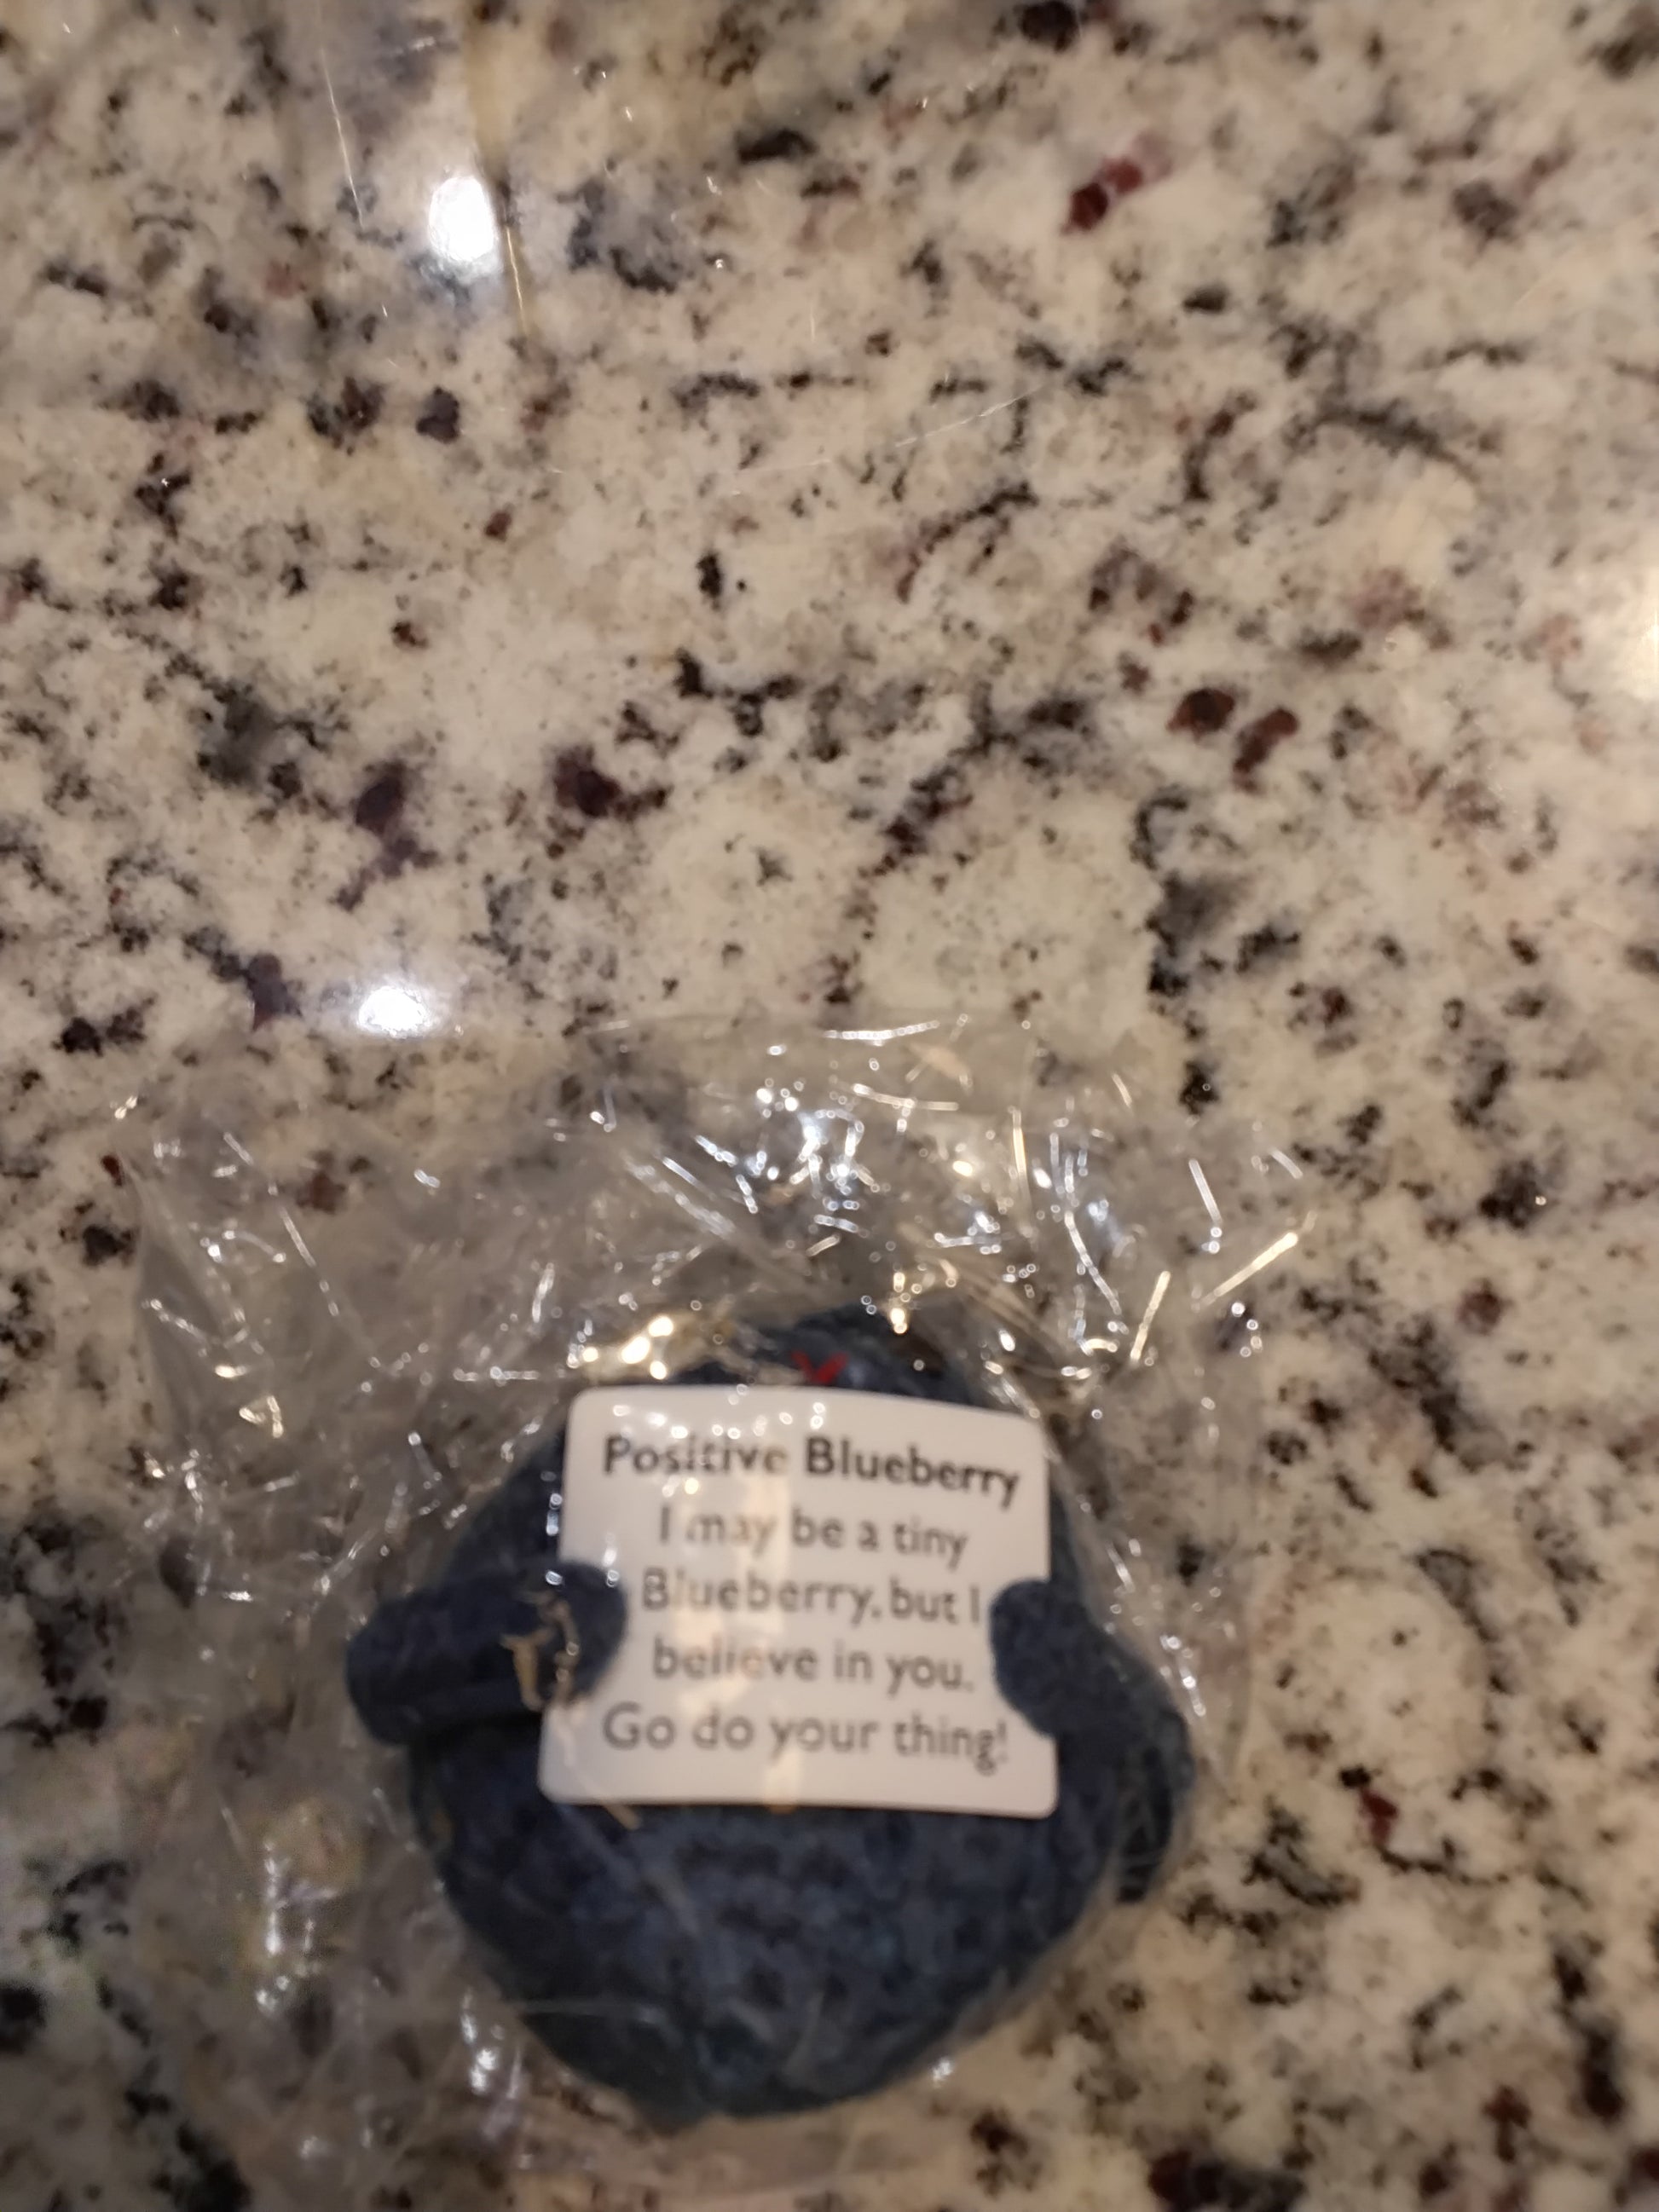 Positive Blueberry
I may be a tiny
Blueberry, but I
believe in you.
Go do your thing!